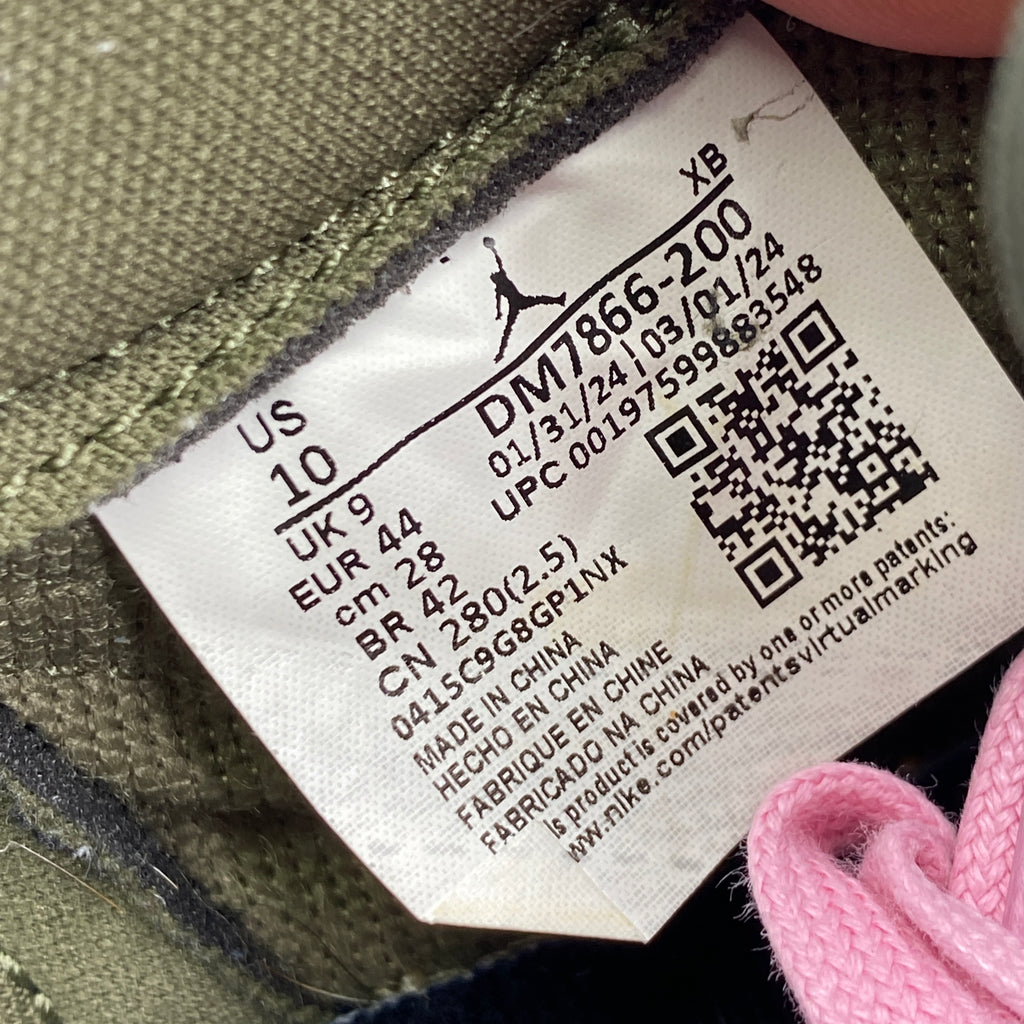 XB
US
10
DM7866-200
01/31/24 | 03/01/24
UPC 00197599883548
UK 9
EUR 44
cm 28
BR 42
CN 280(2.5)
0415C9G8GP1NX
MADE IN CHINA
HECHO EN CHINA
FABRIQUE EN CHINE
FABRICADO NA CHINA
is product is covered by one or more patents:
ww.nike.com/patentsvirtualmarking